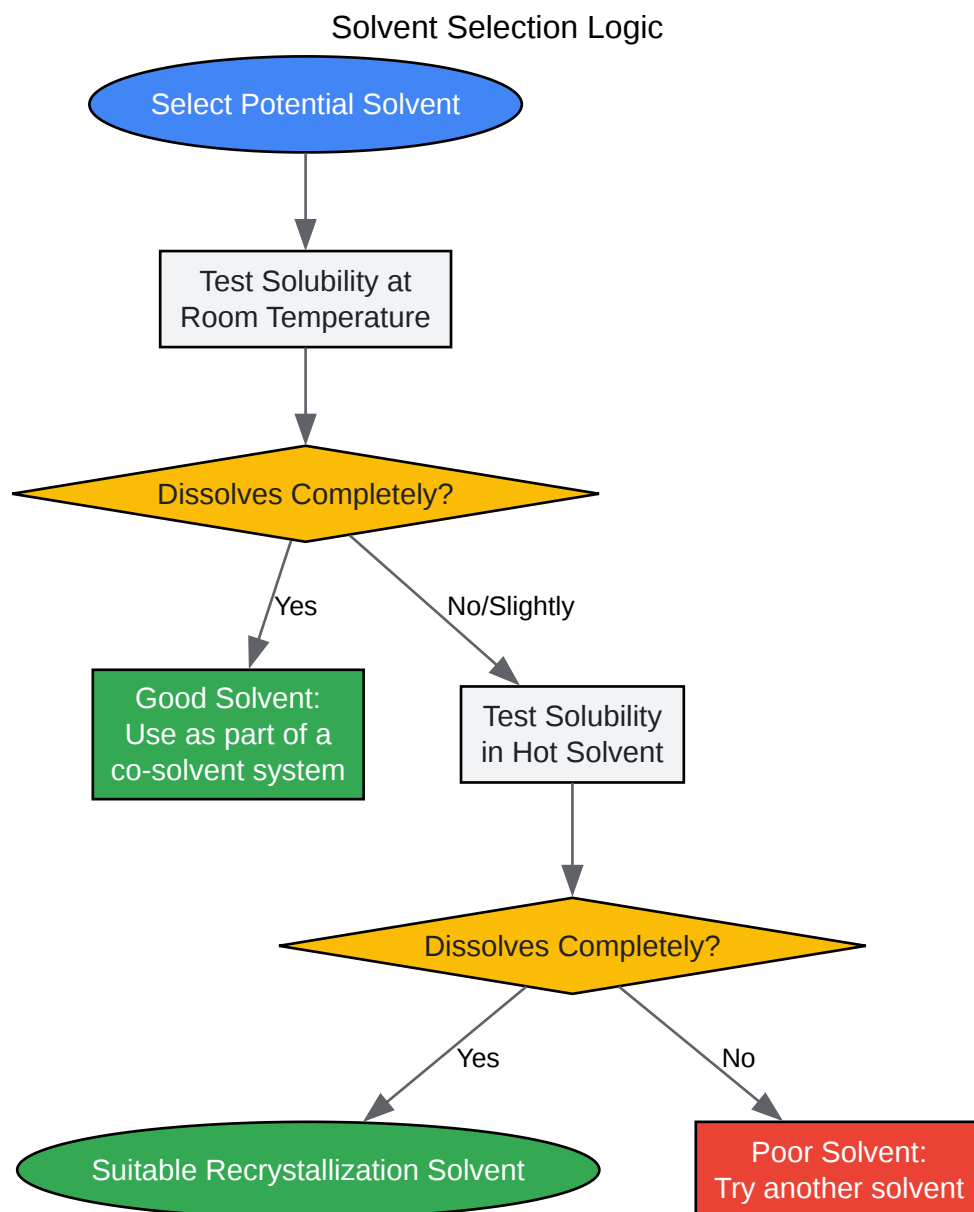 Solvent Selection Logic
Select Potential Solvent
Test Solubility at
Room Temperature
Dissolves Completely?
Yes
No/Slightly
Good Solvent:
Use as part of a
co-solvent system
Test Solubility
in Hot Solvent
Dissolves Completely?
Yes
No
Suitable Recrystallization Solvent
Poor Solvent:
Try another solvent